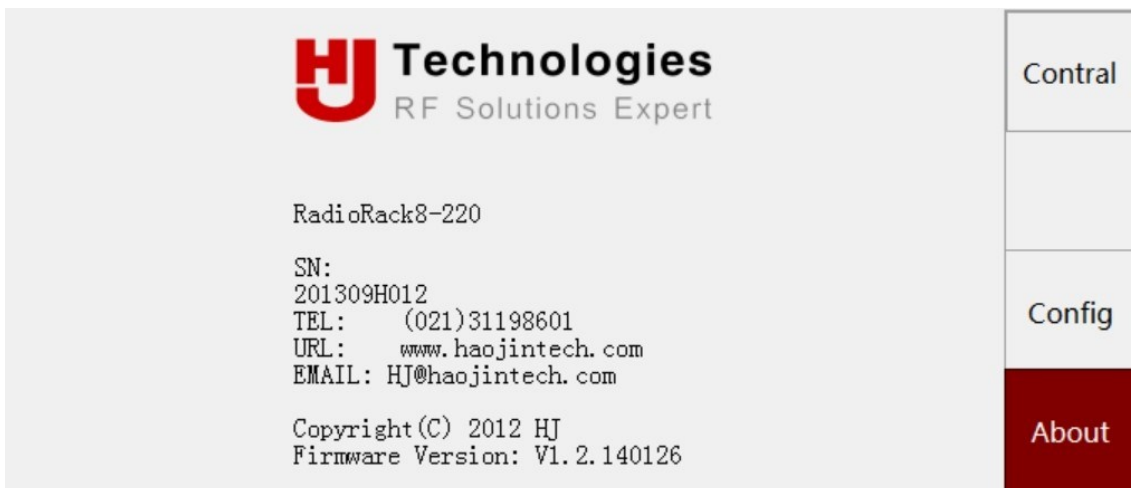 HJ Technologies
RF Solutions Expert
RadioRack8-220
SN:
201309H012
TEL: (021)31198601
URL: www.haojintech.com
EMAIL: HJ@haojintech.com
Copyright(C) 2012 HJ
Firmware Version: V1.2.140126
Contral
Config
About